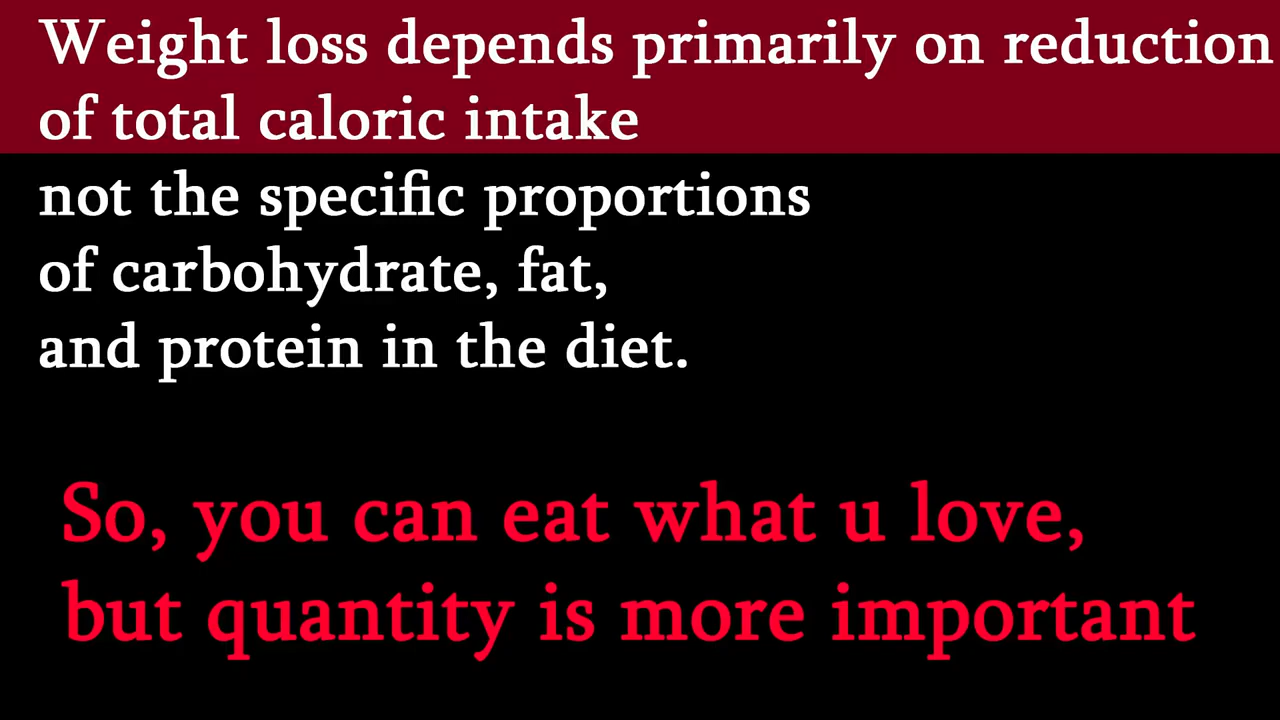 Weight loss depends primarily on reduction
of total caloric intake
not the specific proportions
of carbohydrate, fat,
and protein in the diet.
So, you can eat what u love,
but quantity is more important